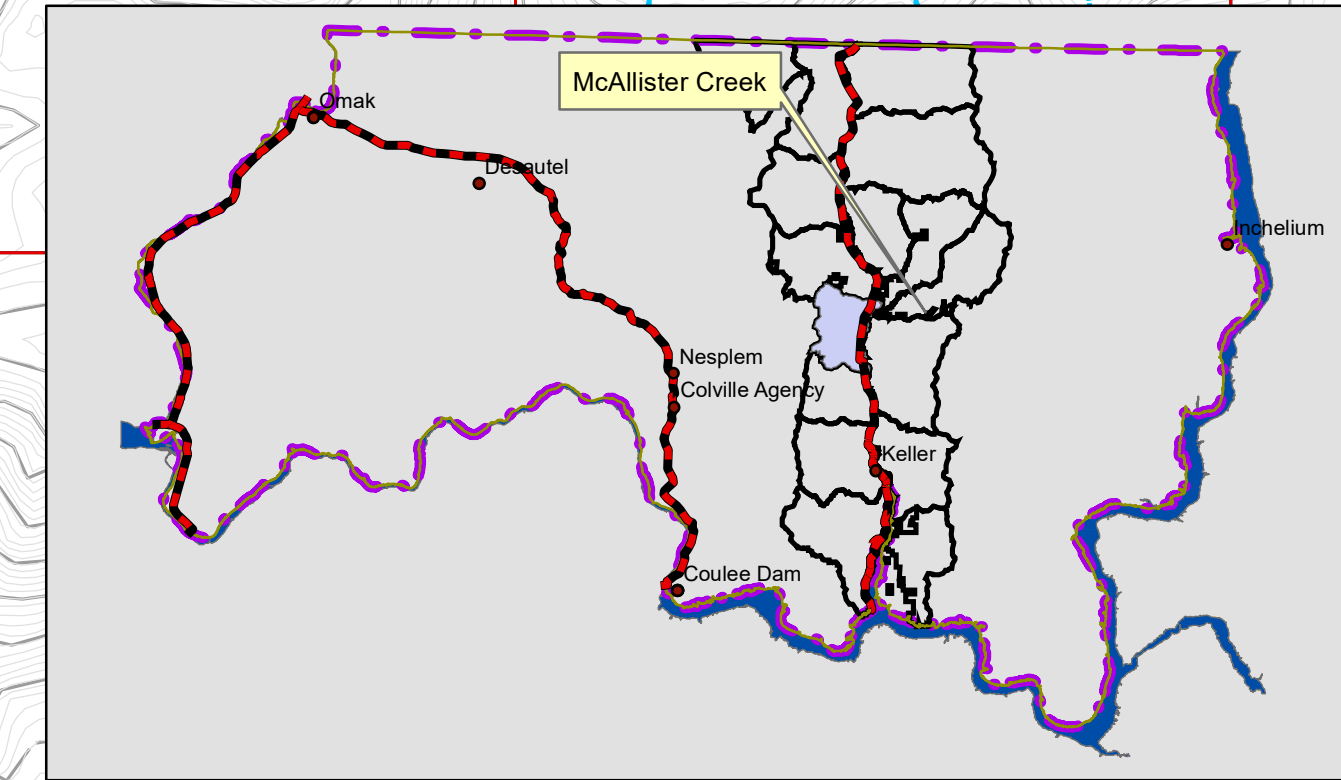 McAllister Creek
Omak
Desautel
Inchelium
Nesplem
Colville Agency
Keller
Coulee Dam